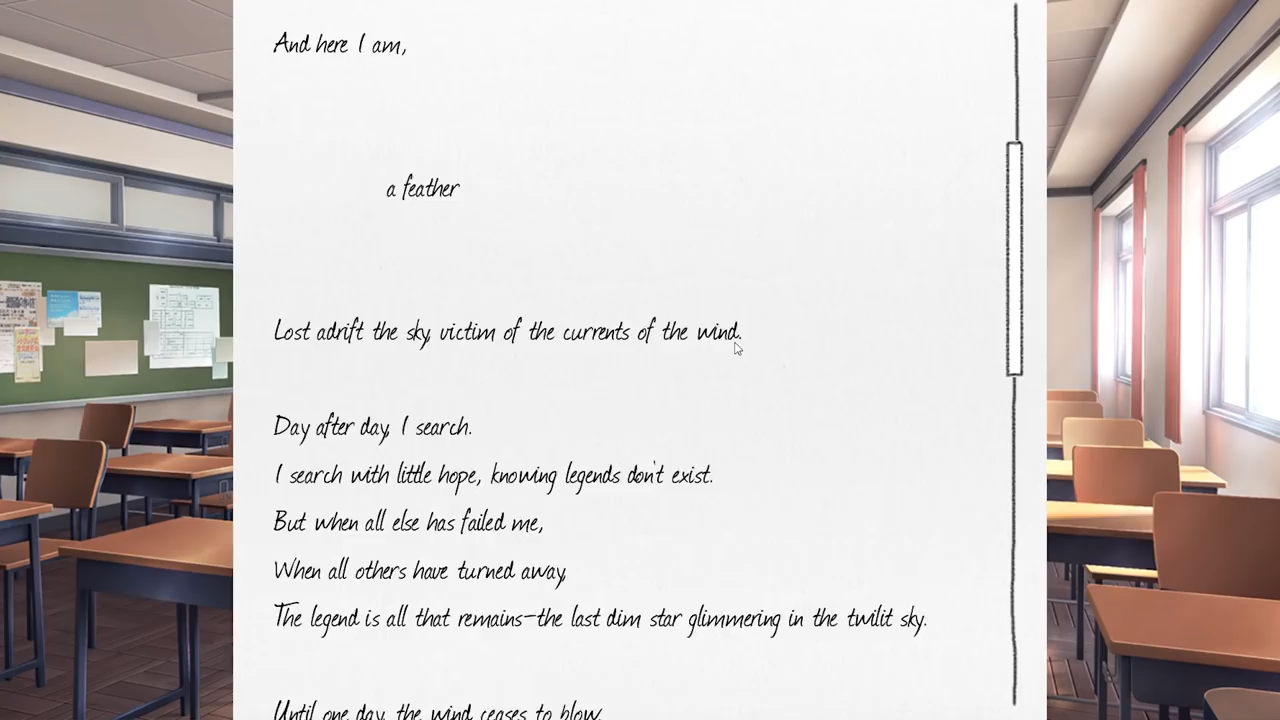 And here I am,
a feather
Lost adrift the sky, victim of the currents of the wind.
Day after day, I search.
I search with little hope, knowing legends don't exist.
But when all else has failed me,
When all others have turned away,
The legend is all that remains—the last dim star glimmering in the twilit sky.
Until one day, the wind ceases to blow.